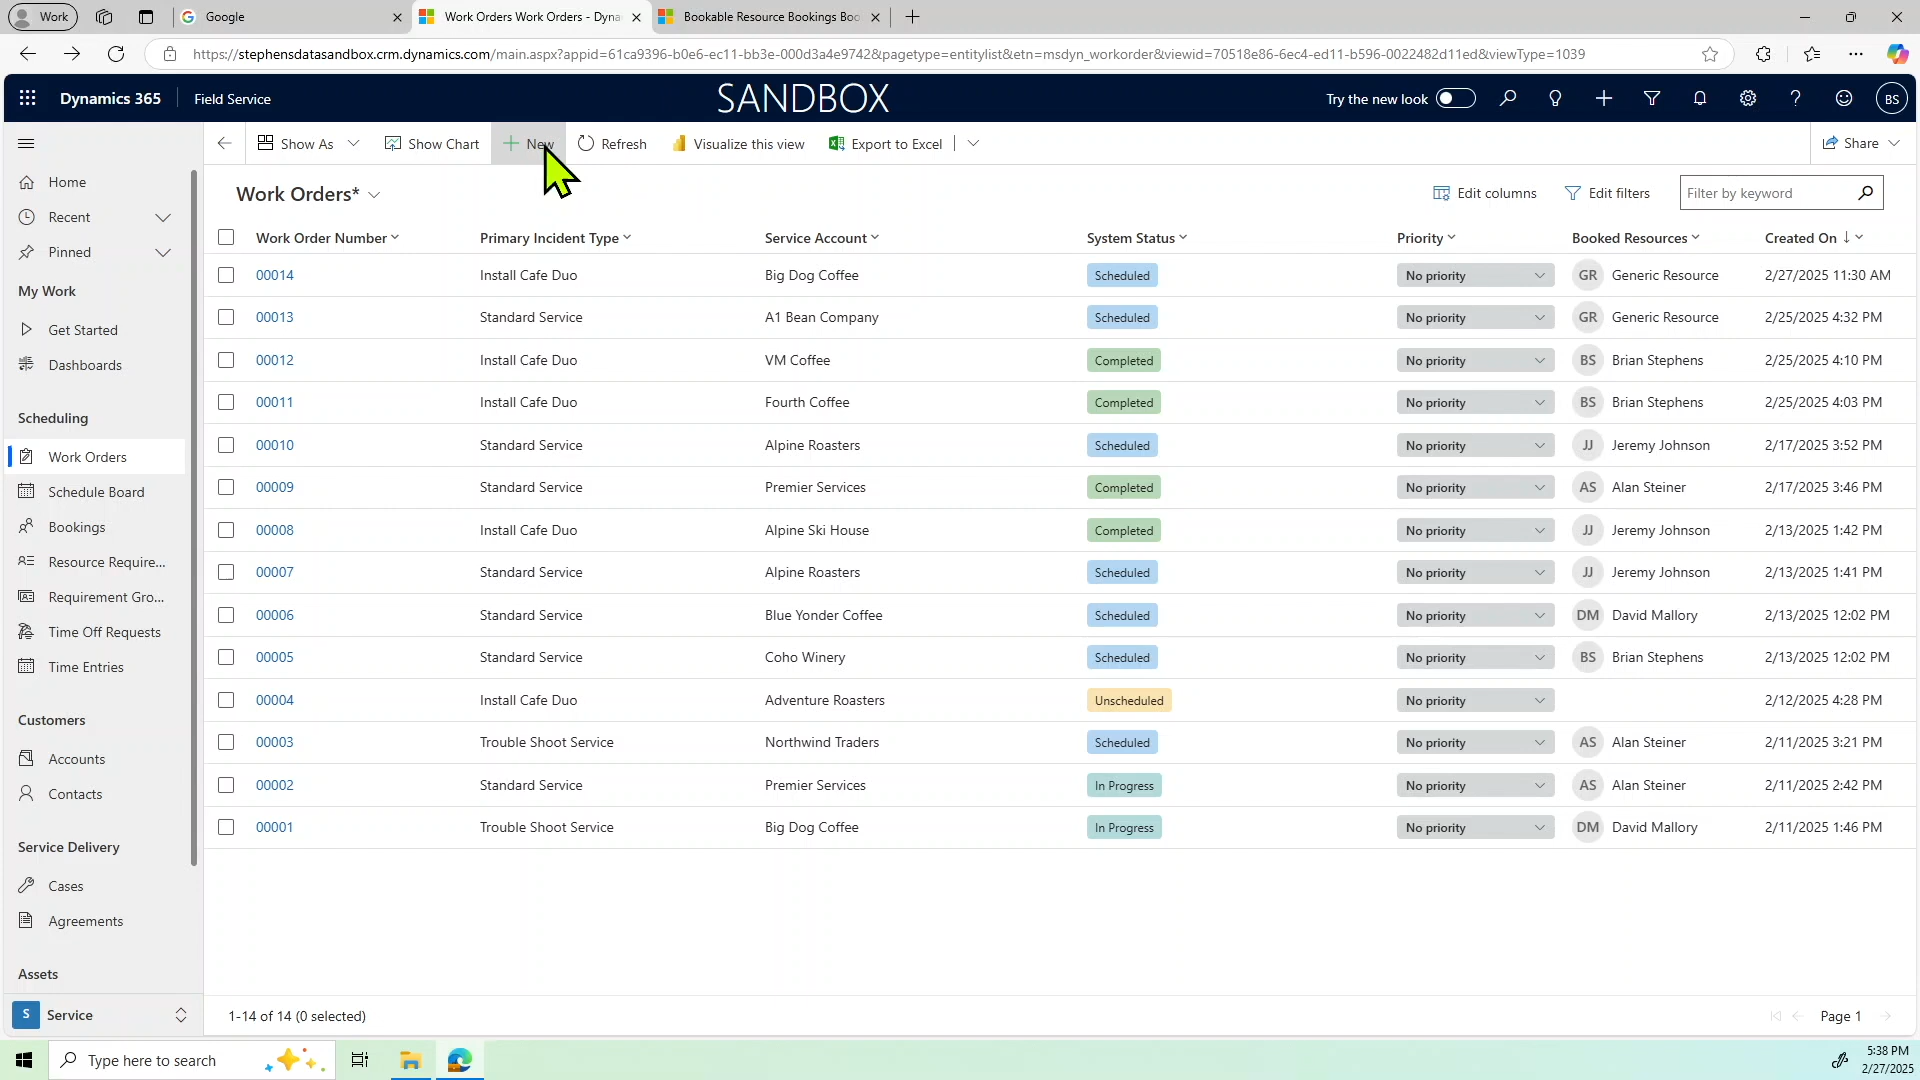 Work
Google
Work Orders Work Orders - Dyna
Bookable Resource Bookings Boo
https://stephensdatasandbox.crm.dynamics.com/main.aspx?appid=61ca9396-b0e6-ec11-bb3e-000d3a4e9742&pagetype=entitylist&etn=msdyn_workorder&viewid=70518e86-6ec4-ed11-b596-0022482d11ed&viewType=1039
Dynamics 365 Field Service SANDBOX Try the new look BS
Show As Show Chart New Refresh Visualize this view Export to Excel Share
Home
Recent
Pinned
My Work
Get Started
Dashboards
Scheduling
Work Orders
Schedule Board
Bookings
Resource Require...
Requirement Gro...
Time Off Requests
Time Entries
Customers
Accounts
Contacts
Service Delivery
Cases
Agreements
Assets
S Service
Work Orders* Edit columns Edit filters Filter by keyword
Work Order Number Primary Incident Type Service Account System Status Priority Booked Resources Created On
00014 Install Cafe Duo Big Dog Coffee Scheduled No priority GR Generic Resource 2/27/2025 11:30 AM
00013 Standard Service A1 Bean Company Scheduled No priority GR Generic Resource 2/25/2025 4:32 PM
00012 Install Cafe Duo VM Coffee Completed No priority BS Brian Stephens 2/25/2025 4:10 PM
00011 Install Cafe Duo Fourth Coffee Completed No priority BS Brian Stephens 2/25/2025 4:03 PM
00010 Standard Service Alpine Roasters Scheduled No priority JJ Jeremy Johnson 2/17/2025 3:52 PM
00009 Standard Service Premier Services Completed No priority AS Alan Steiner 2/17/2025 3:46 PM
00008 Install Cafe Duo Alpine Ski House Completed No priority JJ Jeremy Johnson 2/13/2025 1:42 PM
00007 Standard Service Alpine Roasters Scheduled No priority JJ Jeremy Johnson 2/13/2025 1:41 PM
00006 Standard Service Blue Yonder Coffee Scheduled No priority DM David Mallory 2/13/2025 12:02 PM
00005 Standard Service Coho Winery Scheduled No priority BS Brian Stephens 2/13/2025 12:02 PM
00004 Install Cafe Duo Adventure Roasters Unscheduled No priority 2/12/2025 4:28 PM
00003 Trouble Shoot Service Northwind Traders Scheduled No priority AS Alan Steiner 2/11/2025 3:21 PM
00002 Standard Service Premier Services In Progress No priority AS Alan Steiner 2/11/2025 2:42 PM
00001 Trouble Shoot Service Big Dog Coffee In Progress No priority DM David Mallory 2/11/2025 1:46 PM
1-14 of 14 (0 selected) Page 1
Type here to search
5:38 PM
2/27/2025